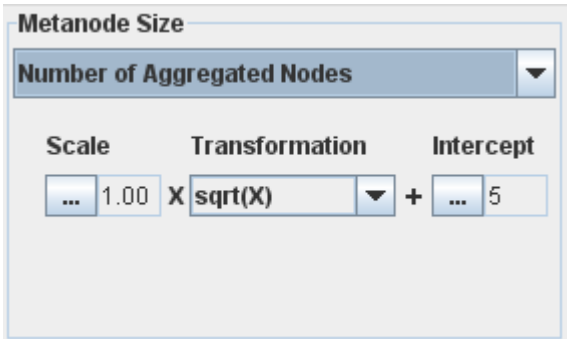 Metanode Size
Number of Aggregated Nodes
Scale Transformation Intercept
... 1.00 X sqrt(X) + ... 5